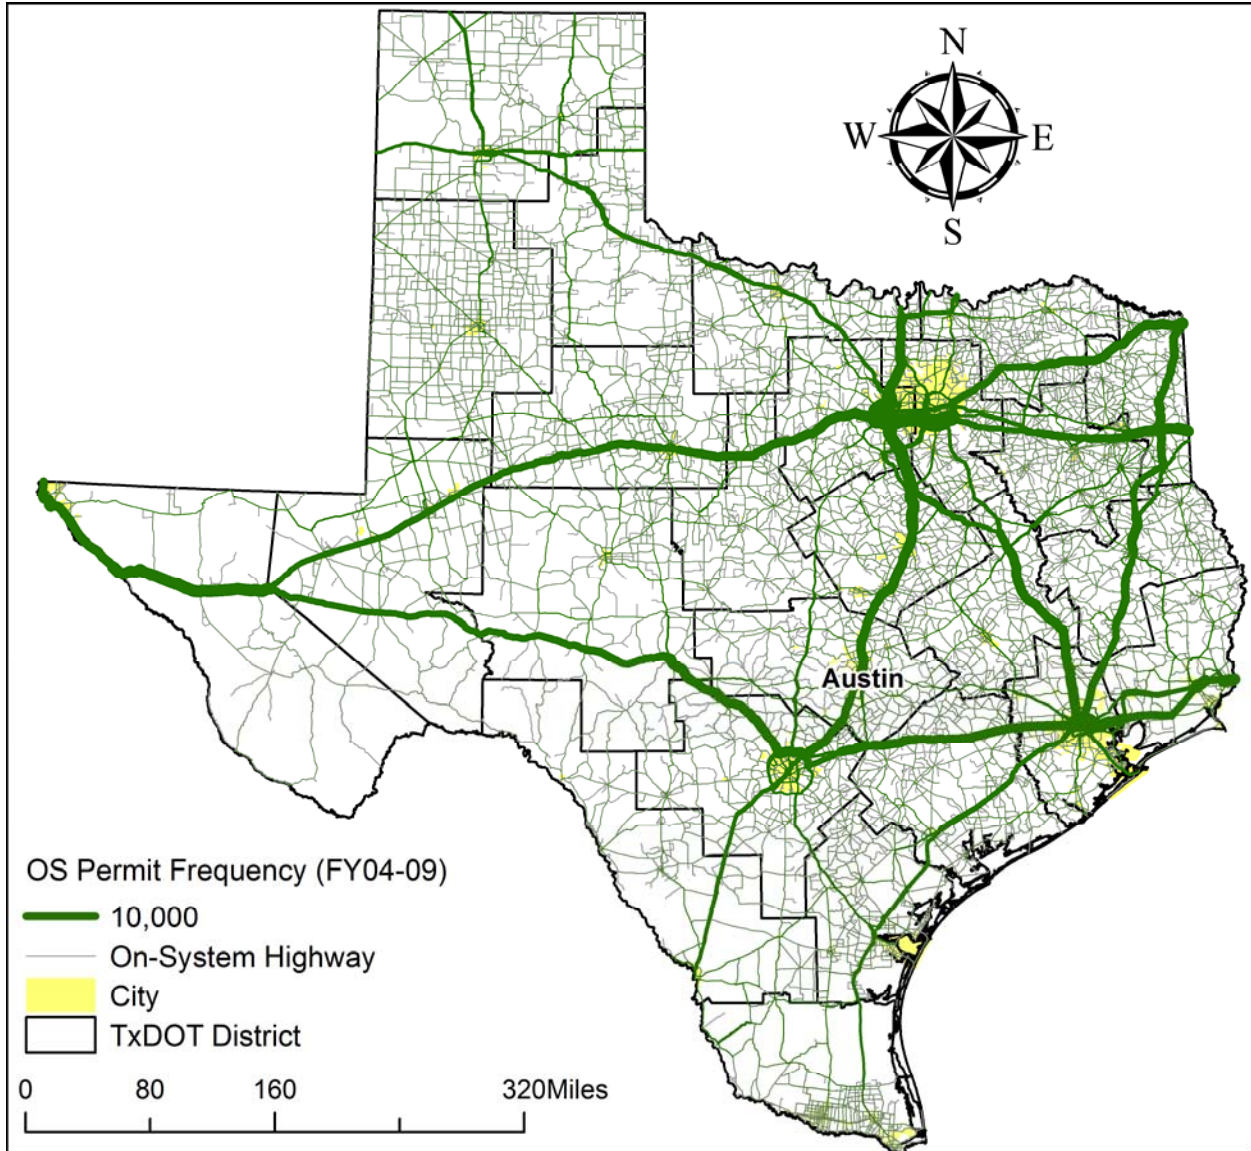 N
W E
S
Austin
OS Permit Frequency (FY04-09)
10,000
On-System Highway
City
TxDOT District
0 80 160 320Miles